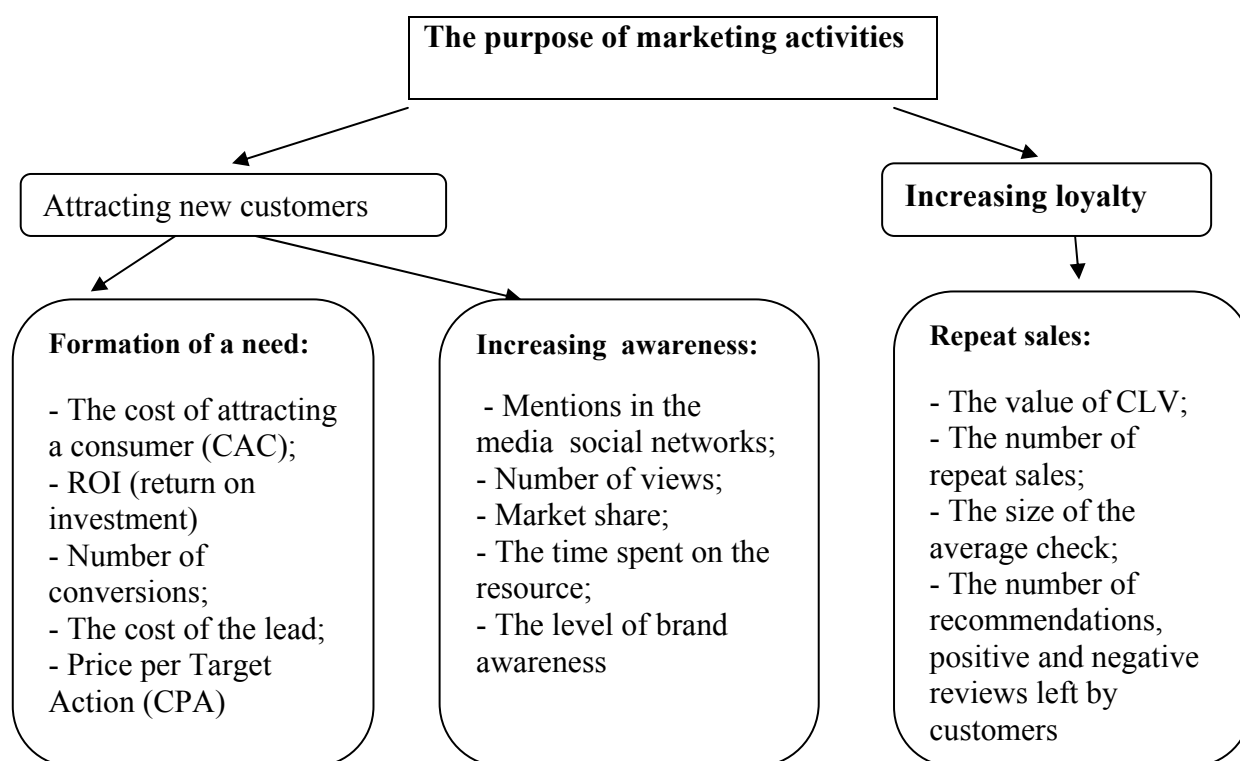 The purpose of marketing activities
Attracting new customers
Increasing loyalty
Formation of a need:
- The cost of attracting
a consumer (CAC);
- ROI (return on
investment)
- Number of
conversions;
- The cost of the lead;
- Price per Target
Action (CPA)
Increasing awareness:
- Mentions in the
media social networks;
- Number of views;
- Market share;
- The time spent on the
resource;
- The level of brand
awareness
Repeat sales:
- The value of CLV;
- The number of
repeat sales;
- The size of the
average check;
- The number of
recommendations,
positive and negative
reviews left by
customers